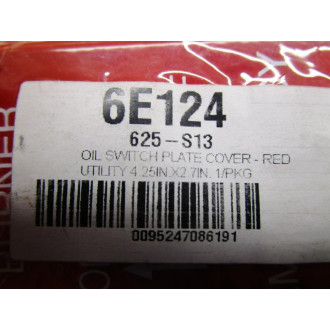 6E124
625-S13
OIL SWITCH PLATE COVER - RED
UTILITY 4.25IN.X2.7IN. 1/PKG
0095247086191